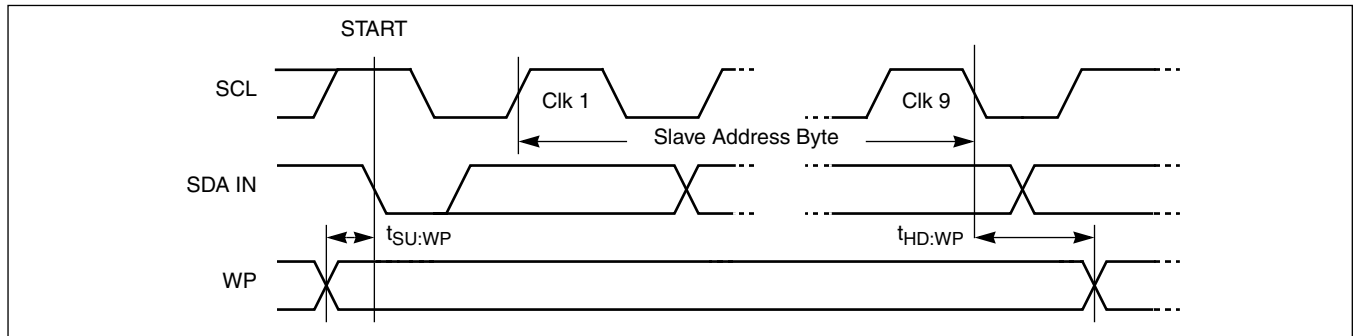 START
SCL
Clk 1
Clk 9
Slave Address Byte
SDA IN
tSU:WP
tHD:WP
WP